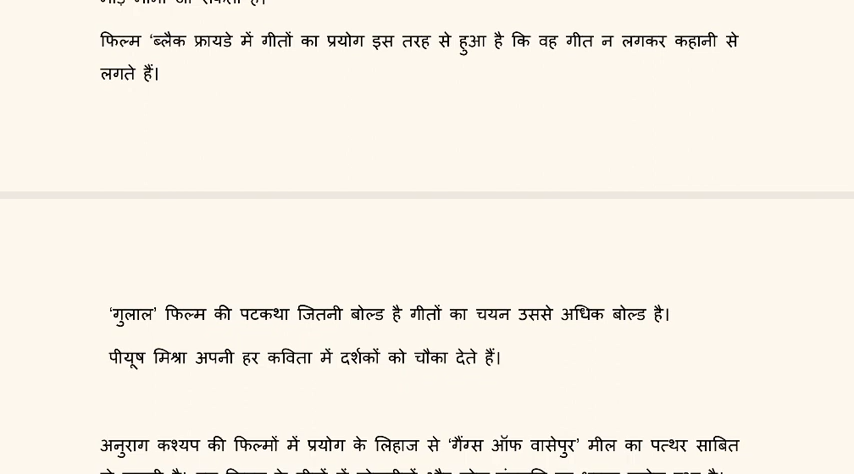 फिल्म ‘ब्लैक फ्रायडे में गीतों का प्रयोग इस तरह से हुआ है कि वह गीत न लगकर कहानी से
लगते हैं।
‘गुलाल’ फिल्म की पटकथा जितनी बोल्ड है गीतों का चयन उससे अधिक बोल्ड है।
पीयूष मिश्रा अपनी हर कविता में दर्शकों को चौका देते हैं।
अनुराग कश्यप की फिल्मों में प्रयोग के लिहाज से ‘गैंग्स ऑफ वासेपुर’ मील का पत्थर साबित